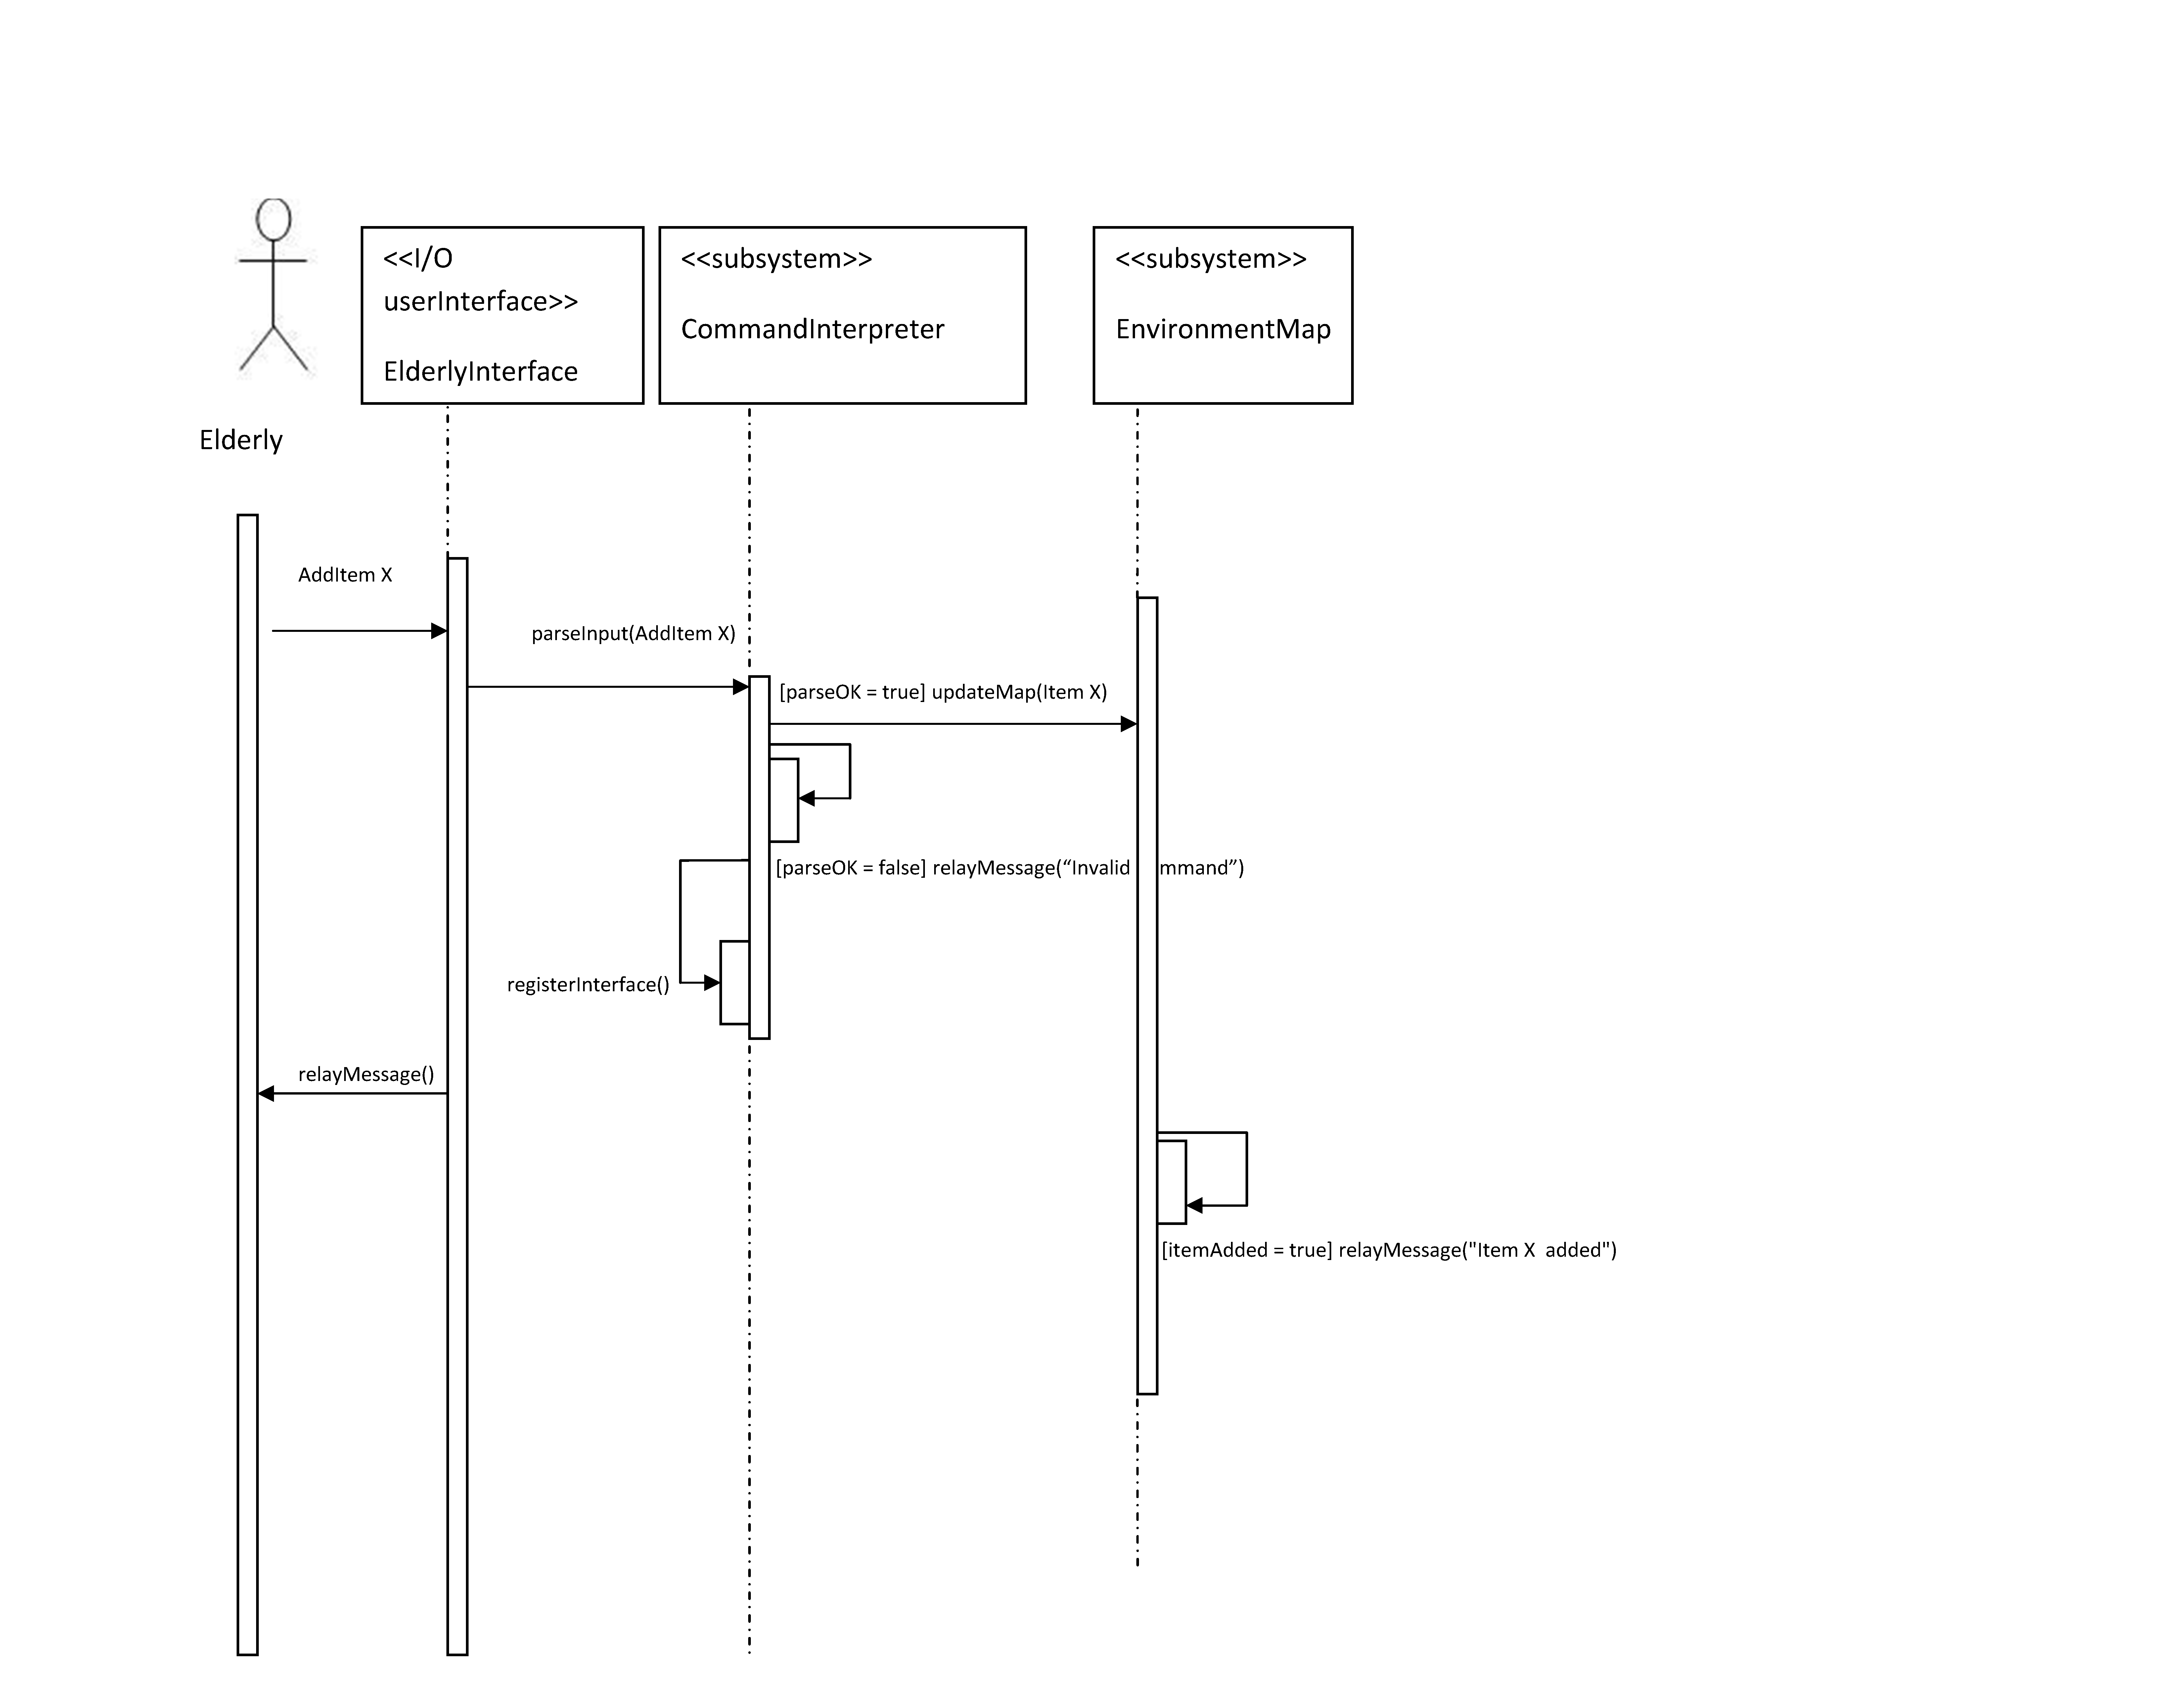 <<I/O
userInterface>>
ElderlyInterface
<<subsystem>>
CommandInterpreter
<<subsystem>>
EnvironmentMap
Elderly
AddItem X
parseInput(AddItem X)
[parseOK = true] updateMap(Item X)
[parseOK = false] relayMessage(“Invalid mmand”)
registerInterface()
relayMessage()
[itemAdded = true] relayMessage("Item X  added")